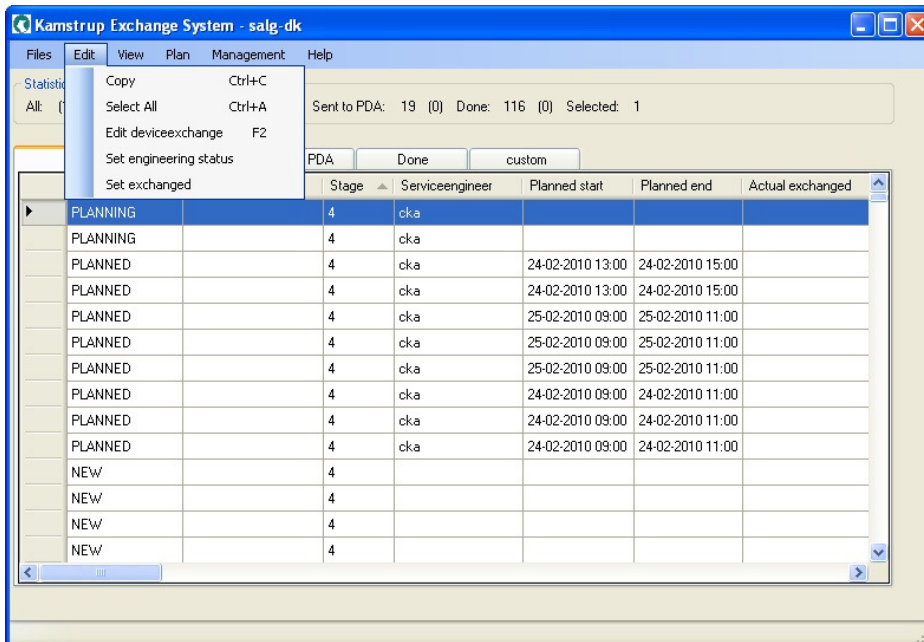 Kamstrup Exchange System - salg-dk
Files Edit View Plan Management Help
Copy Ctrl+C
Select All Ctrl+A
Edit deviceexchange F2
Set engineering status
Set exchanged
All: Sent to PDA: 19 (0) Done: 116 (0) Selected: 1
PDA Done custom
Stage Serviceengineer Planned start Planned end Actual exchanged
PLANNING 4 cka
PLANNING 4 cka
PLANNED 4 cka 24-02-2010 13:00 24-02-2010 15:00
PLANNED 4 cka 24-02-2010 13:00 24-02-2010 15:00
PLANNED 4 cka 25-02-2010 09:00 25-02-2010 11:00
PLANNED 4 cka 25-02-2010 09:00 25-02-2010 11:00
PLANNED 4 cka 25-02-2010 09:00 25-02-2010 11:00
PLANNED 4 cka 24-02-2010 09:00 24-02-2010 11:00
PLANNED 4 cka 24-02-2010 09:00 24-02-2010 11:00
PLANNED 4 cka 24-02-2010 09:00 24-02-2010 11:00
NEW 4
NEW 4
NEW 4
NEW 4